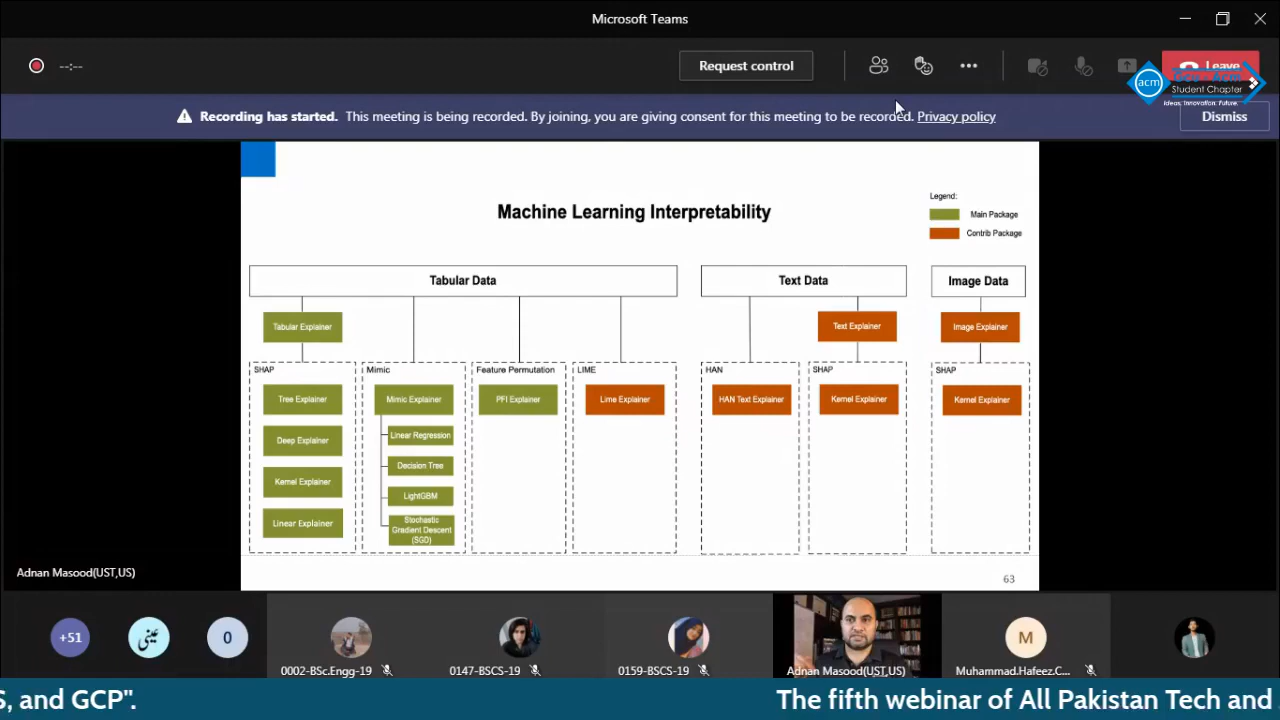 Microsoft Teams
--:--
Request control
Leave
acm
Student Chapter
Ideas. Innovation. Future.
Recording has started. This meeting is being d. By joining, you are giving consent for this meeting to be recorded. Privacy policy
Dismiss
Legend:
Main Package
Contrib Package
Machine Learning Interpretability
Tabular Data
Text Data
Image Data
Tabular Explainer
Text Explainer
Image Explainer
SHAP
Mimic
Feature Permutation
LIME
HAN
SHAP
SHAP
Tree Explainer
Mimic Explainer
PFI Explainer
Lime Explainer
HAN Text Explainer
Kernel Explainer
Kernel Explainer
Linear Regression
Deep Explainer
Decision Tree
Kernel Explainer
LightGBM
Linear Explainer
Stochastic
Gradient Descent
(SGD)
63
Adnan Masood(UST,US)
+51
عینی
0
M
0002-BSc.Engg-19
0147-BSCS-19
0159-BSCS-19
Adnan Masood(UST,US)
Muhammad.Hafeez.C...
S, and GCP".
The fifth webinar of All Pakistan Tech and